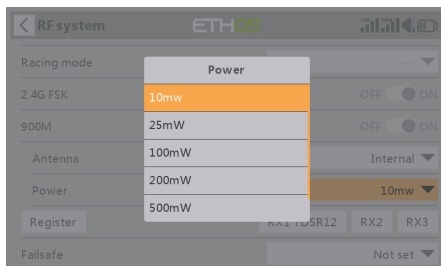 RF system
ETHOS
Racing mode
---
Power
2.4G FSK
OFF ON
10mw
900M
OFF ON
25mW
100mW
Antenna
Internal
200mW
Power
10mw
500mW
Register
RX1 TDSR12 RX2 RX3
Failsafe
Not set